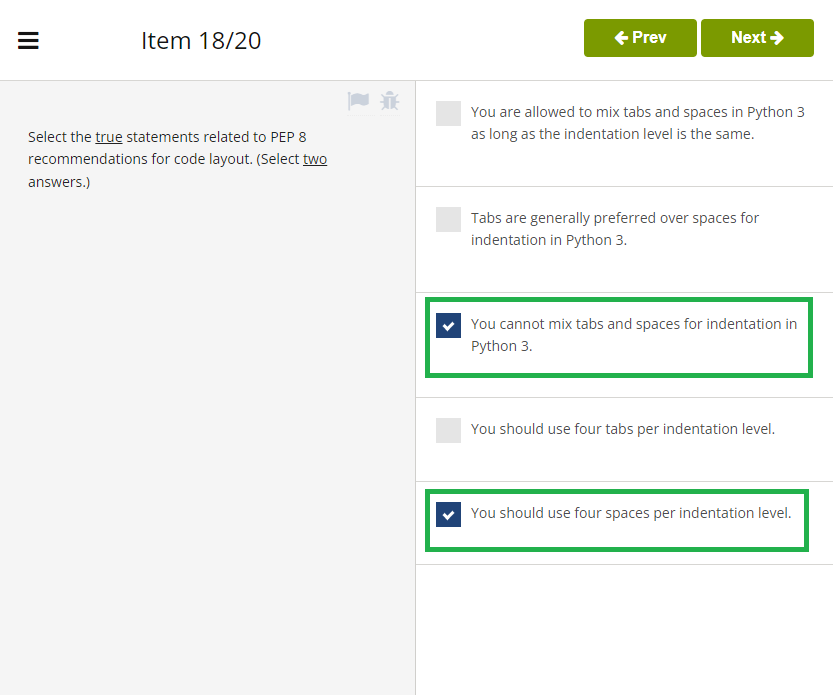 Item 18/20
Prev
Next
Select the true statements related to PEP 8
recommendations for code layout. (Select two
answers.)
You are allowed to mix tabs and spaces in Python 3
as long as the indentation level is the same.
Tabs are generally preferred over spaces for
indentation in Python 3.
You cannot mix tabs and spaces for indentation in
Python 3.
You should use four tabs per indentation level.
You should use four spaces per indentation level.